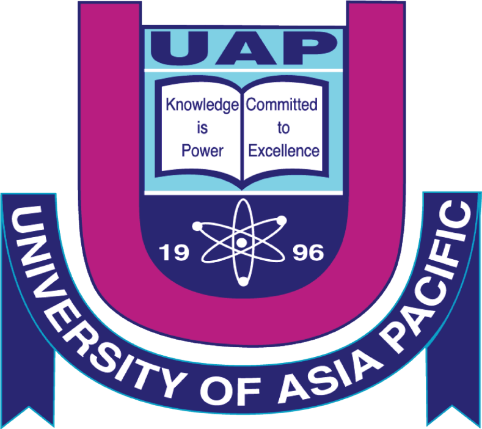 UAP
Knowledge
is
Power
Committed
to
Excellence
19 96
UNIVERSITY OF ASIA PACIFIC